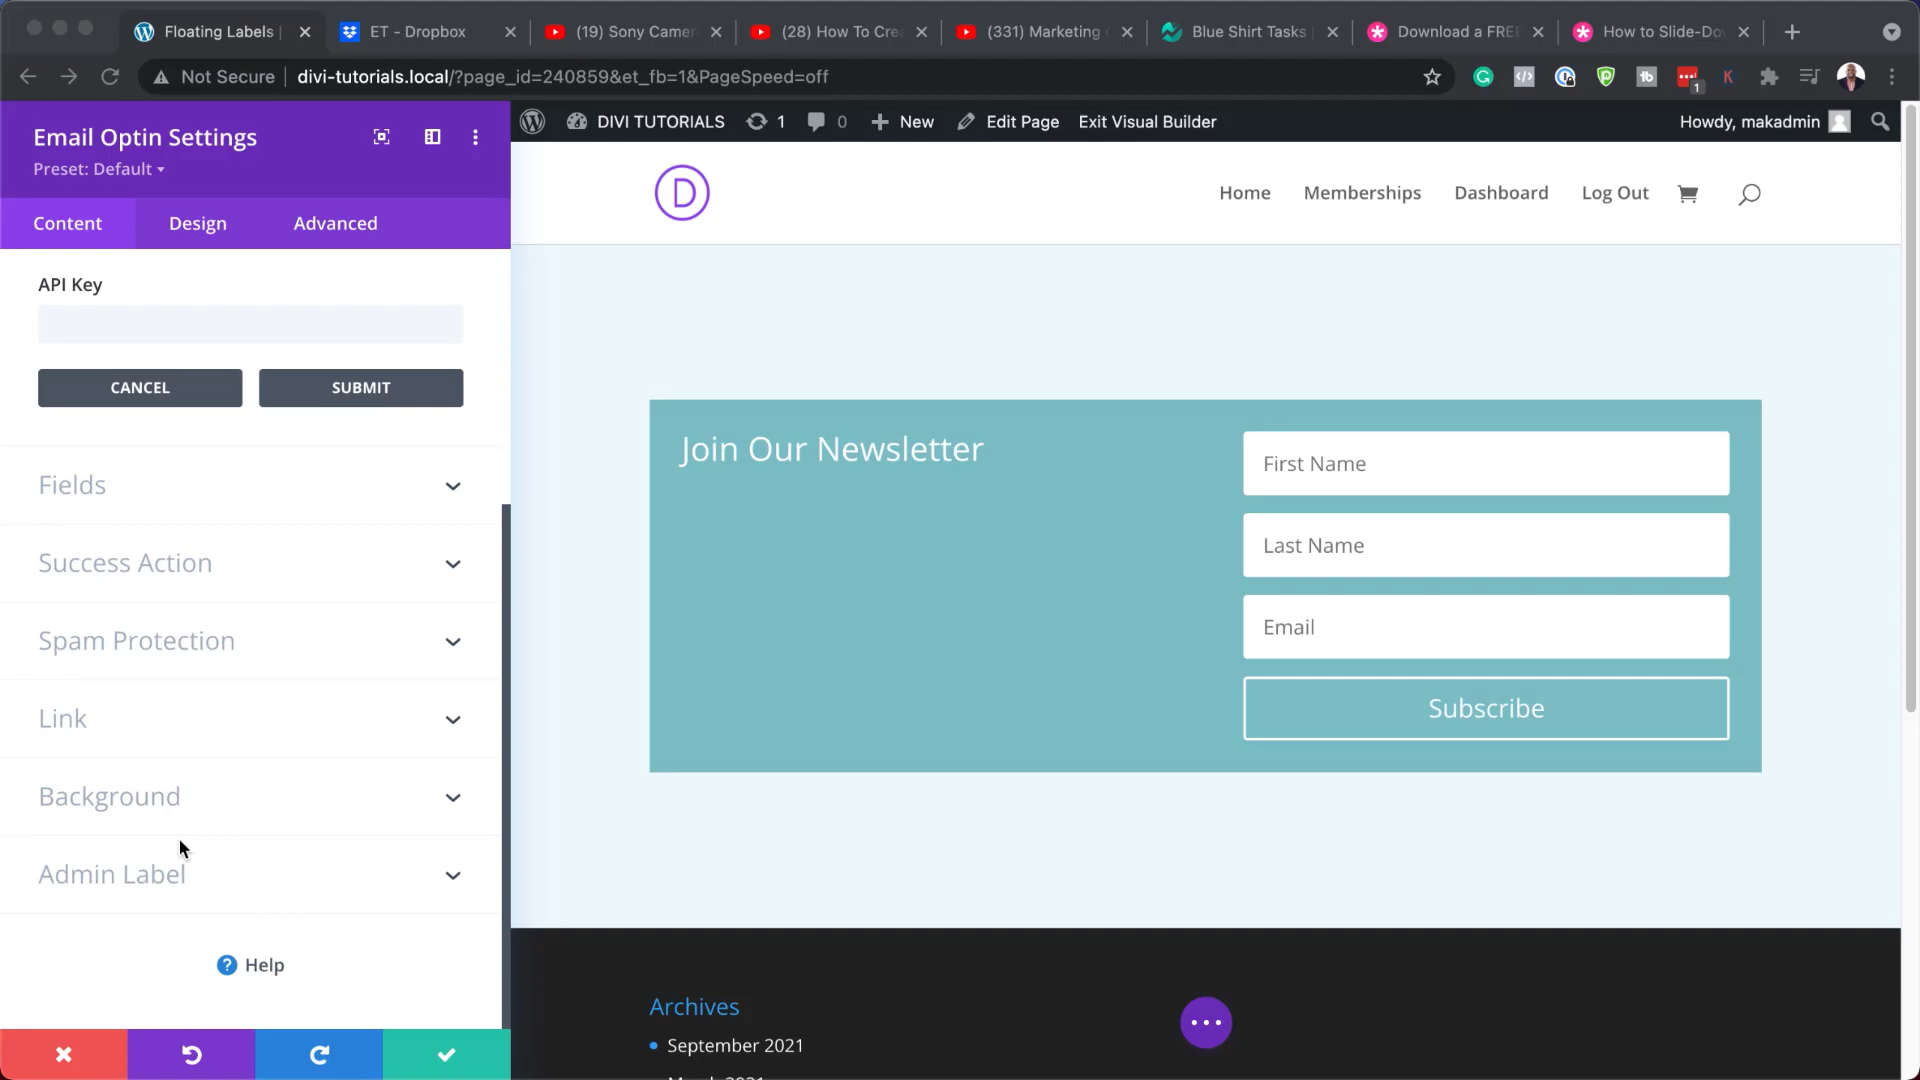 Floating Labels
ET - Dropbox
(19) Sony Camer
(28) How To Cre
(331) Marketing
Blue Shirt Tasks
Download a FREE
How to Slide-Do
Not Secure
divi-tutorials.local/?page_id=240859&et_fb=1&PageSpeed=off
1
Email Optin Settings
Preset: Default
Content
Design
Advanced
API Key
CANCEL
SUBMIT
Fields
Success Action
Spam Protection
Link
Background
Admin Label
Help
DIVI TUTORIALS
1
0
New
Edit Page
Exit Visual Builder
Howdy, makadmin
D
Home
Memberships
Dashboard
Log Out
Join Our Newsletter
First Name
Last Name
Email
Subscribe
Archives
September 2021